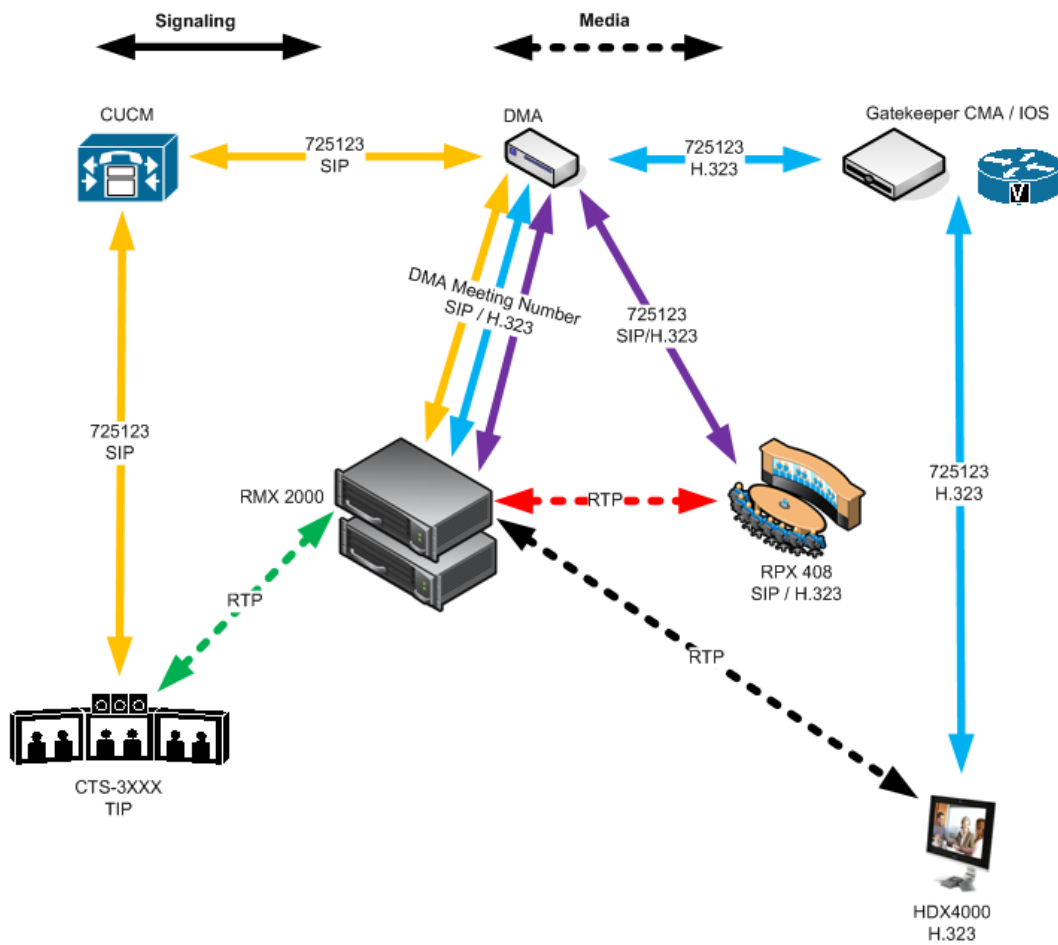 Signaling
Media
CUCM
DMA
Gatekeeper CMA / IOS
725123
SIP
725123
H.323
V
DMA Meeting Number
SIP / H.323
725123
SIP/H.323
725123
SIP
725123
H.323
RMX 2000
RTP
RPX 408
SIP / H.323
RTP
RTP
CTS-3XXX
TIP
HDX4000
H.323